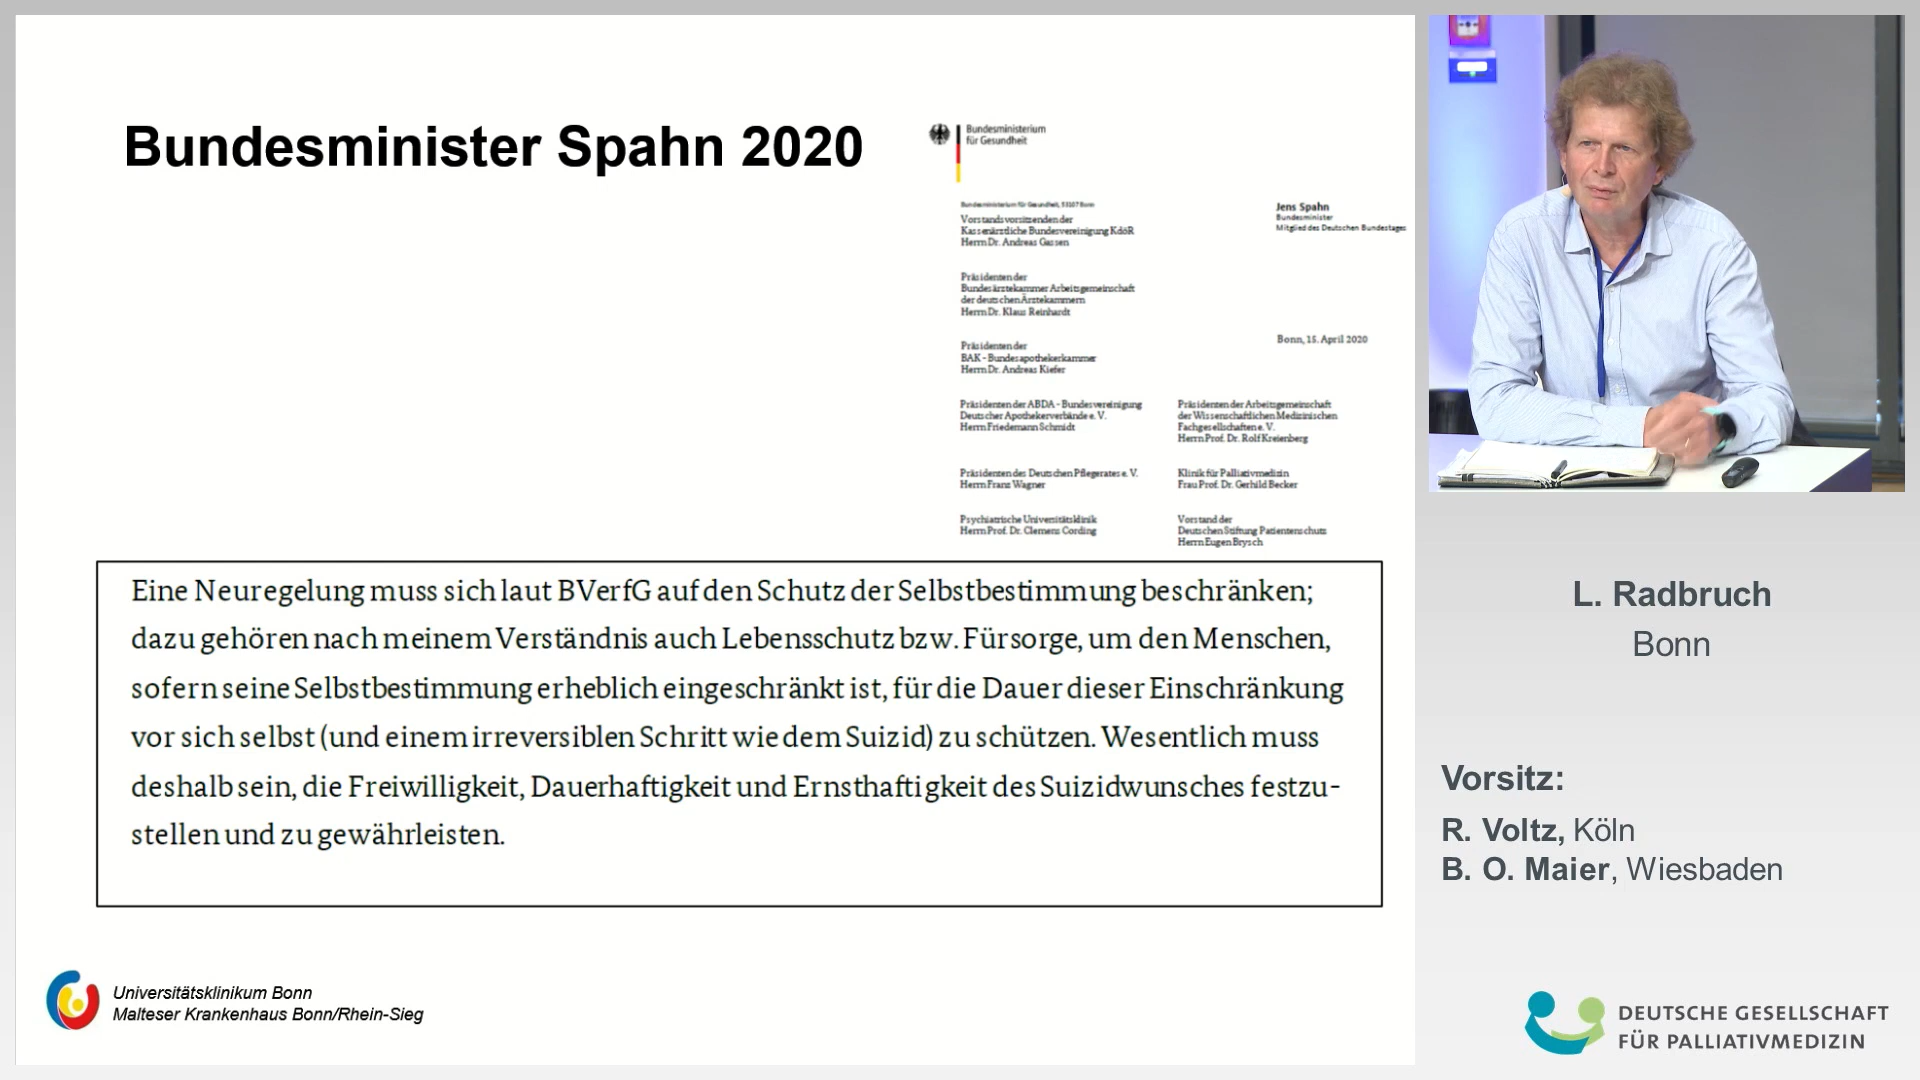 Bundesminister Spahn 2020
Bundesministerium
für Gesundheit
Bundesministerium für Gesundheit, 53107 Bonn
Vorstandsvorsitzenden der
Kassenärztliche Bundesvereinigung KdöR
Herrn Dr. Andreas Gassen
Jens Spahn
Bundesminister
Mitglied des Deutschen Bundestages
Präsidenten der
Bundesärztekammer Arbeitsgemeinschaft
der deutschen Ärztekammern
Herrn Dr. Klaus Reinhardt
Bonn, 15. April 2020
Präsidenten der
BAK - Bundesapothekerkammer
Herrn Dr. Andreas Kiefer
Präsidenten der ABDA - Bundesvereinigung
Deutscher Apothekerverbände e. V.
Herrn Friedemann Schmidt
Präsidenten der Arbeitsgemeinschaft
der Wissenschaftlichen Medizinischen
Fachgesellschaften e. V.
Herrn Prof. Dr. Rolf Kreienberg
Präsidenten des Deutschen Pflegerates e. V.
Herrn Franz Wagner
Klinik für Palliativmedizin
Frau Prof. Dr. Gerhild Becker
Psychiatrische Universitätsklinik
Herrn Prof. Dr. Clemens Cording
Vorstand der
Deutschen Stiftung Patientenschutz
Herrn Eugen Brysch
Eine Neuregelung muss sich laut BVerfG auf den Schutz der Selbstbestimmung beschränken;
dazu gehören nach meinem Verständnis auch Lebensschutz bzw. Fürsorge, um den Menschen,
sofern seine Selbstbestimmung erheblich eingeschränkt ist, für die Dauer dieser Einschränkung
vor sich selbst (und einem irreversiblen Schritt wie dem Suizid) zu schützen. Wesentlich muss
deshalb sein, die Freiwilligkeit, Dauerhaftigkeit und Ernsthaftigkeit des Suizidwunsches festzu-
stellen und zu gewährleisten.
Universitätsklinikum Bonn
Malteser Krankenhaus Bonn/Rhein-Sieg
L. Radbruch
Bonn
Vorsitz:
R. Voltz, Köln
B. O. Maier, Wiesbaden
DEUTSCHE GESELLSCHAFT
FÜR PALLIATIVMEDIZIN